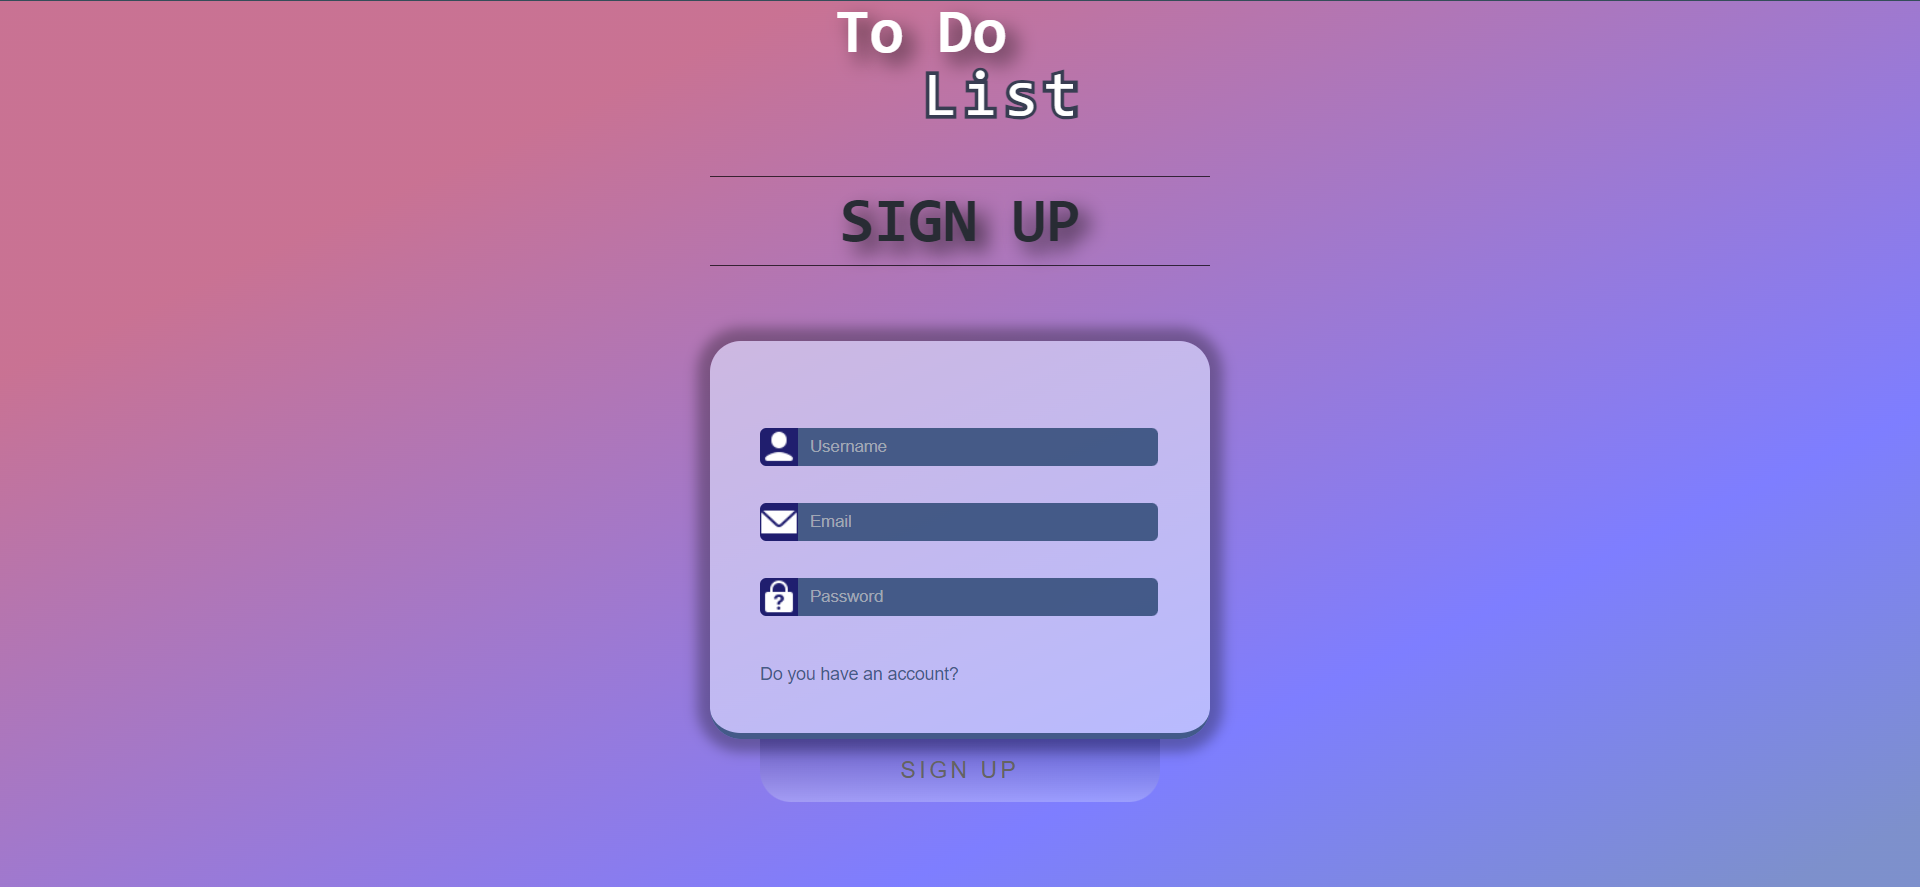 To Do
List
SIGN UP
Username
Email
?
Password
Do you have an account?
SIGN UP